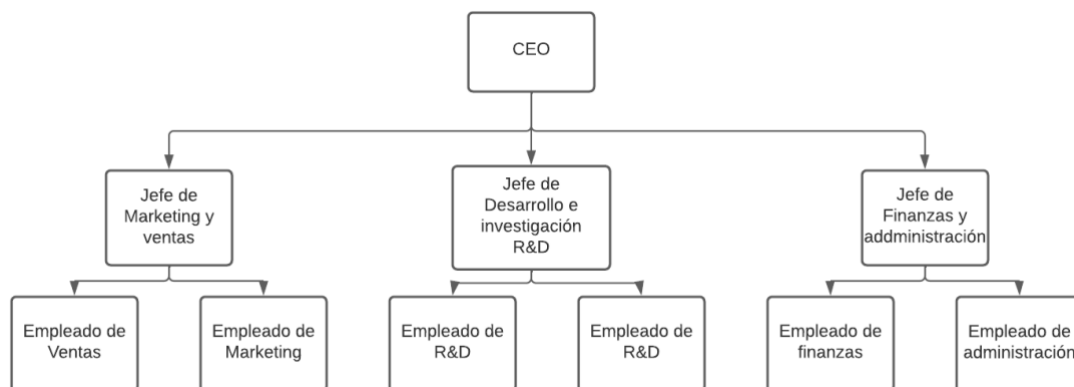 CEO
Jefe de
Marketing y
ventas
Jefe de
Desarrollo e
investigación
R&D
Jefe de
Finanzas y
addministración
Empleado de
Ventas
Empleado de
Marketing
Empleado de
R&D
Empleado de
R&D
Empleado de
finanzas
Empleado de
administración